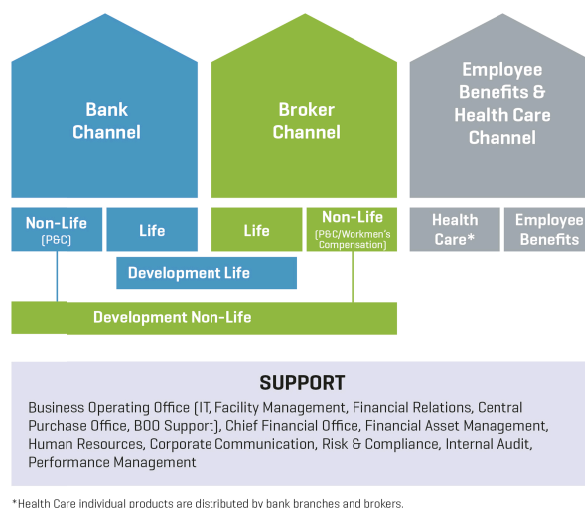 Bank
Channel
Broker
Channel
Employee
Benefits &
Health Care
Channel
Non-Life
(P&C)
Life
Life
Non-Life
(P&C/Workmen's
Compensation)
Health
Care*
Employee
Benefits
Development Life
Development Non-Life
SUPPORT
Business Operating Office (IT, Facility Management, Financial Relations, Central
Purchase Office, BOO Support), Chief Financial Office, Financial Asset Management,
Human Resources, Corporate Communication, Risk & Compliance, Internal Audit,
Performance Management
*Health Care individual products are distributed by bank branches and brokers.